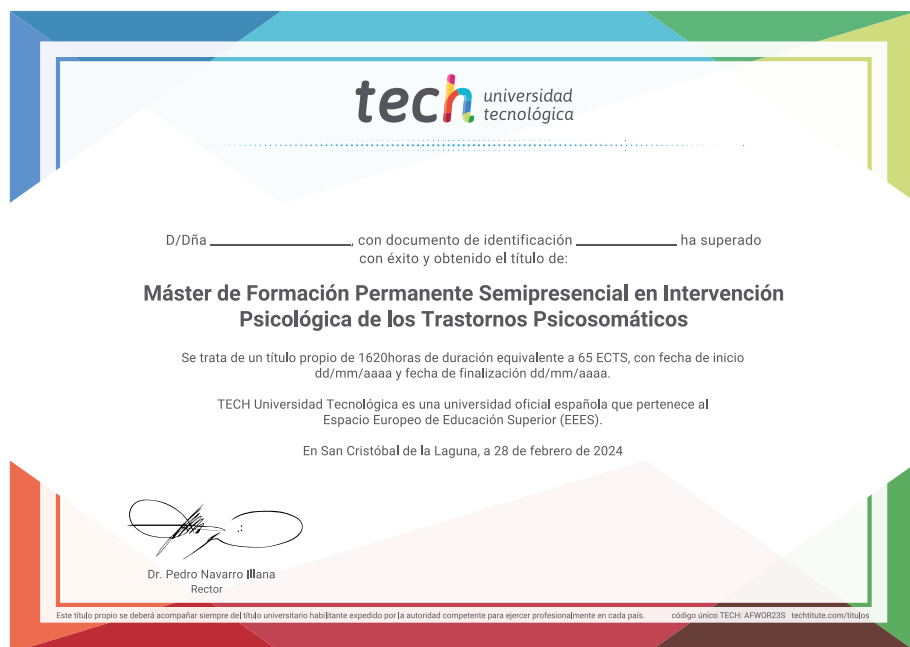 tech universidad
tecnológica
D/Dña ____________________, con documento de identificación ______________ ha superado
con éxito y obtenido el título de:
Máster de Formación Permanente Semipresencial en Intervención
Psicológica de los Trastornos Psicosomáticos
Se trata de un título propio de 1620horas de duración equivalente a 65 ECTS, con fecha de inicio
dd/mm/aaaa y fecha de finalización dd/mm/aaaa.
TECH Universidad Tecnológica es una universidad oficial española que pertenece al
Espacio Europeo de Educación Superior (EEES).
En San Cristóbal de la Laguna, a 28 de febrero de 2024
Dr. Pedro Navarro Illana
Rector
Este título propio se deberá acompañar siempre del título universitario habilitante expedido por la autoridad competente para ejercer profesionalmente en cada país. código único TECH: AFWOR23S techtitute.com/titulos